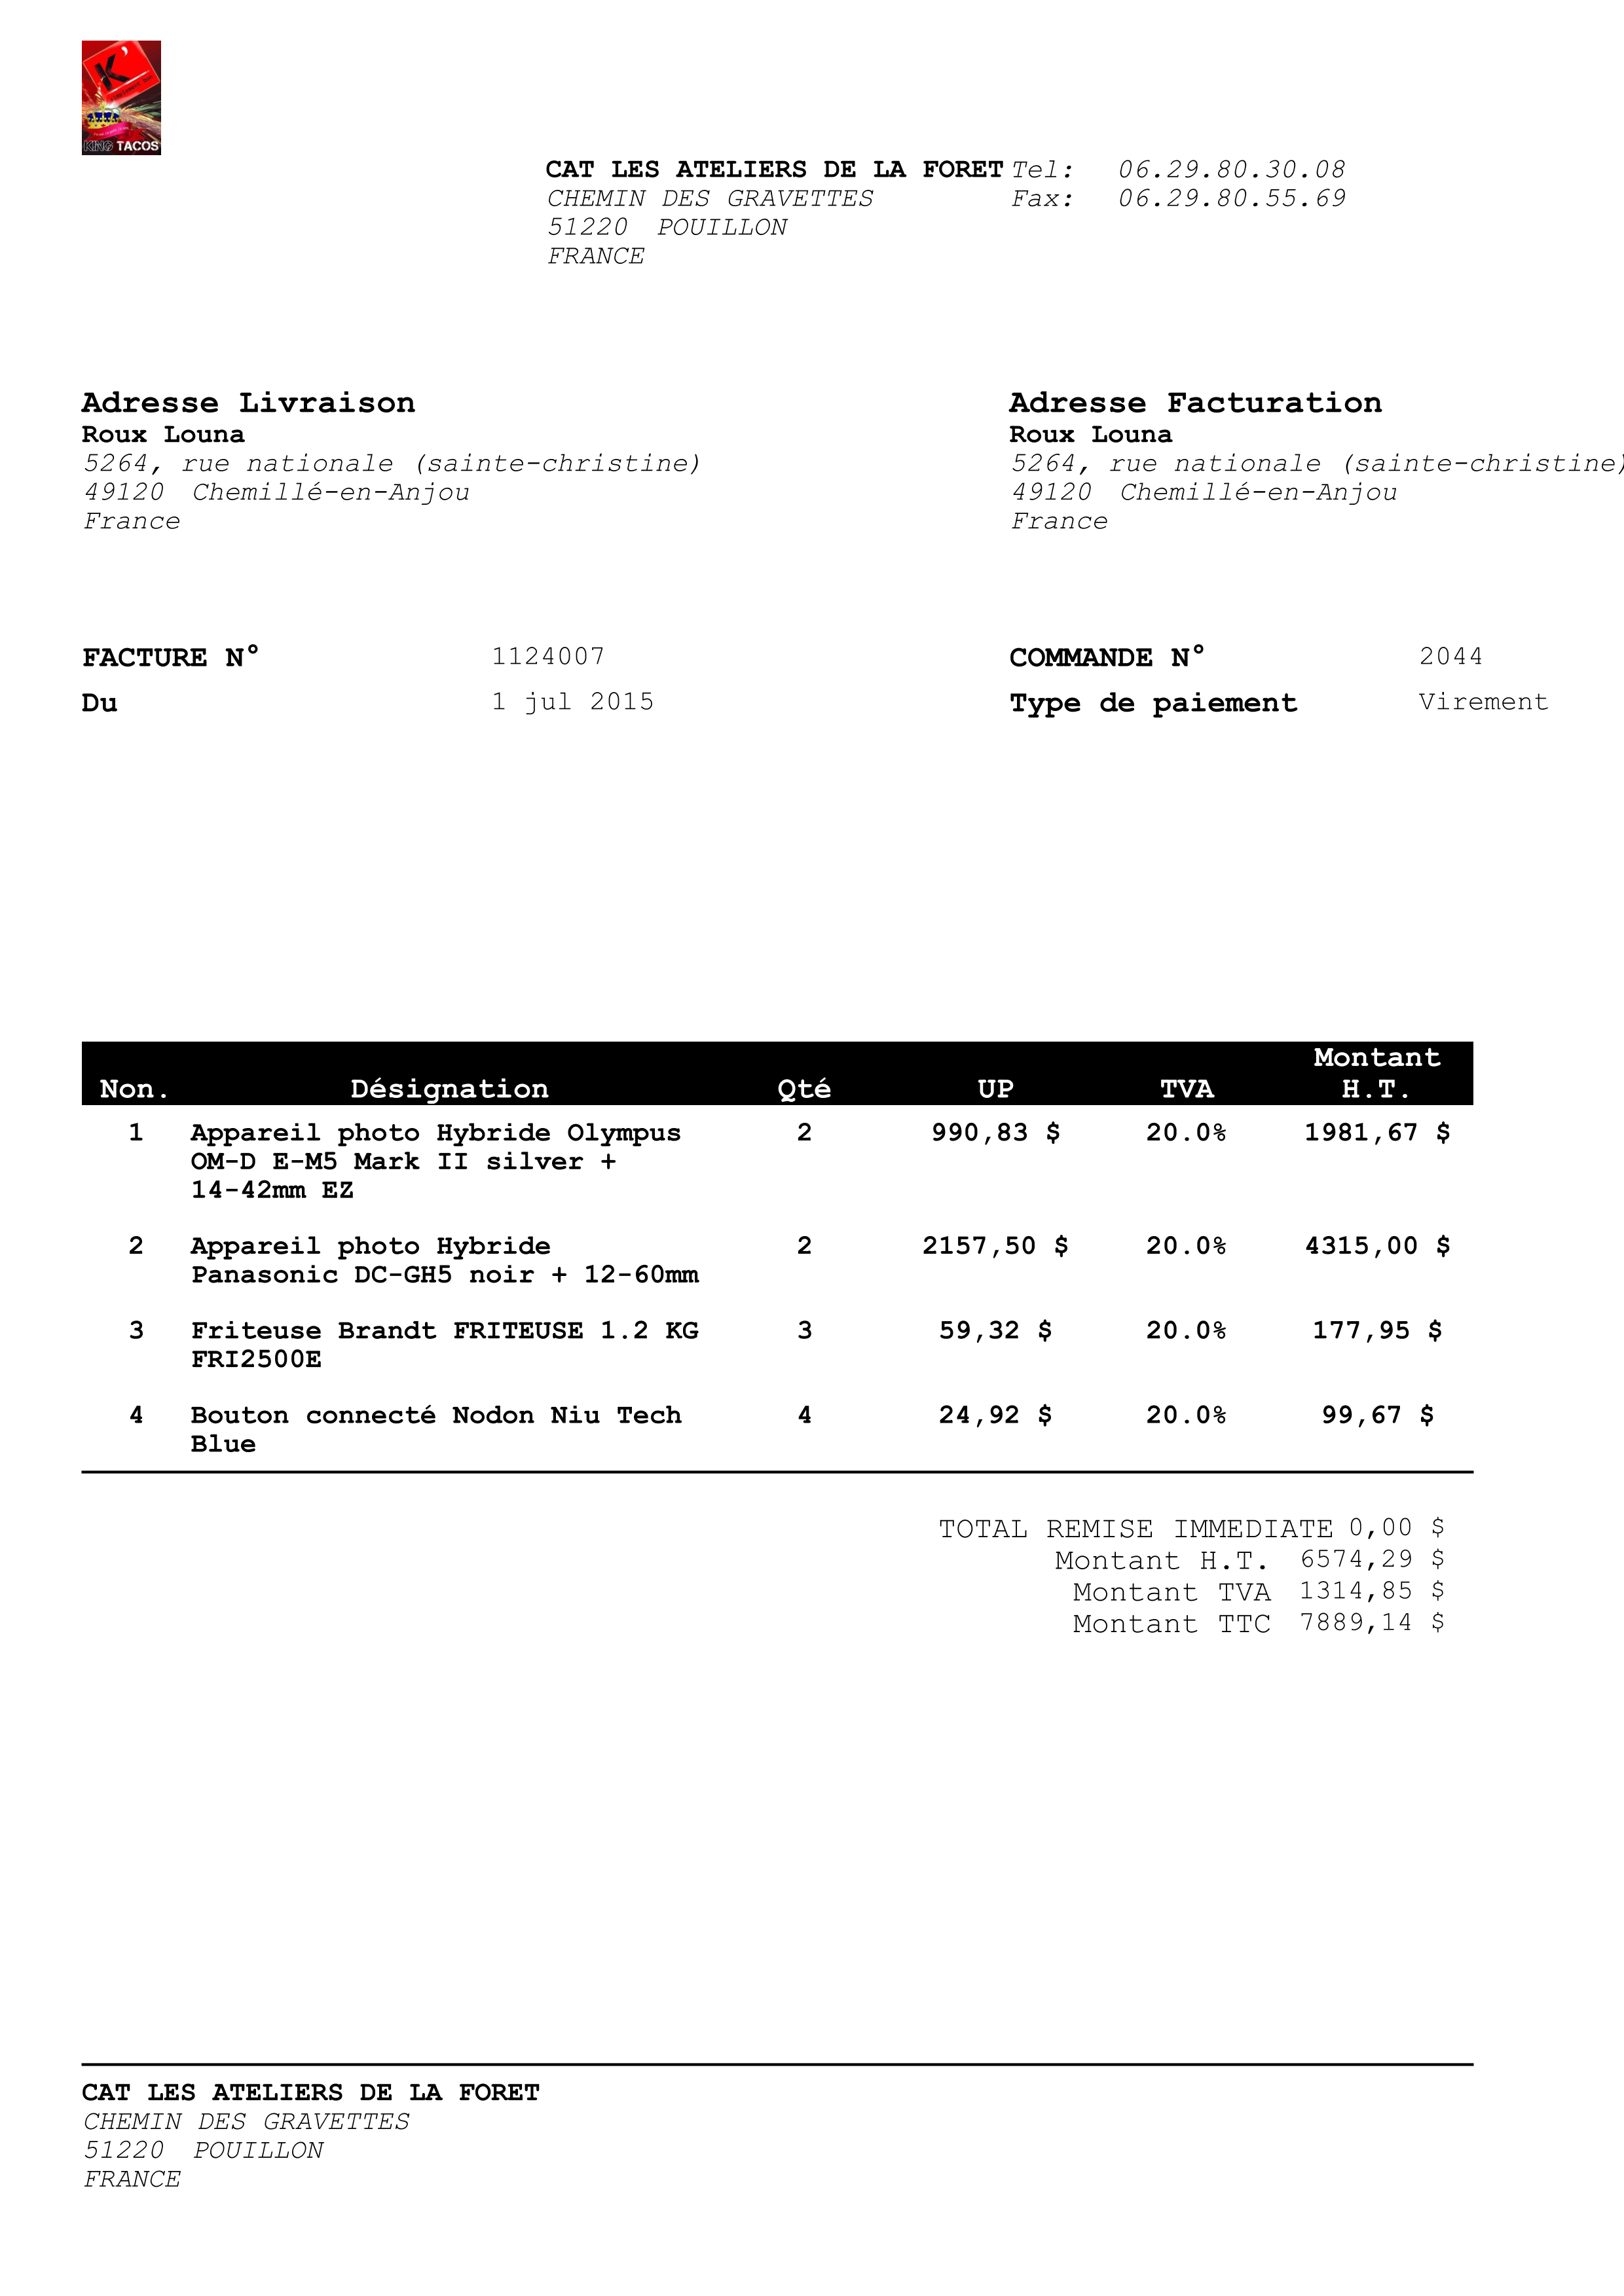 K'
KING TACOS
CAT LES ATELIERS DE LA FORET Tel: 06.29.80.30.08
CHEMIN DES GRAVETTES Fax: 06.29.80.55.69
51220 POUILLON
FRANCE
Adresse Livraison
Roux Louna
5264, rue nationale (sainte-christine)
49120 Chemillé-en-Anjou
France
Adresse Facturation
Roux Louna
5264, rue nationale (sainte-christine)
49120 Chemillé-en-Anjou
France
FACTURE N° 1124007 COMMANDE N° 2044
Du 1 jul 2015 Type de paiement Virement
Non. Désignation Qté UP TVA Montant H.T.
1 Appareil photo Hybride Olympus 2 990,83 $ 20.0% 1981,67 $
OM-D E-M5 Mark II silver +
14-42mm EZ
2 Appareil photo Hybride 2 2157,50 $ 20.0% 4315,00 $
Panasonic DC-GH5 noir + 12-60mm
3 Friteuse Brandt FRITEUSE 1.2 KG 3 59,32 $ 20.0% 177,95 $
FRI2500E
4 Bouton connecté Nodon Niu Tech 4 24,92 $ 20.0% 99,67 $
Blue
TOTAL REMISE IMMEDIATE 0,00 $
Montant H.T. 6574,29 $
Montant TVA 1314,85 $
Montant TTC 7889,14 $
CAT LES ATELIERS DE LA FORET
CHEMIN DES GRAVETTES
51220 POUILLON
FRANCE